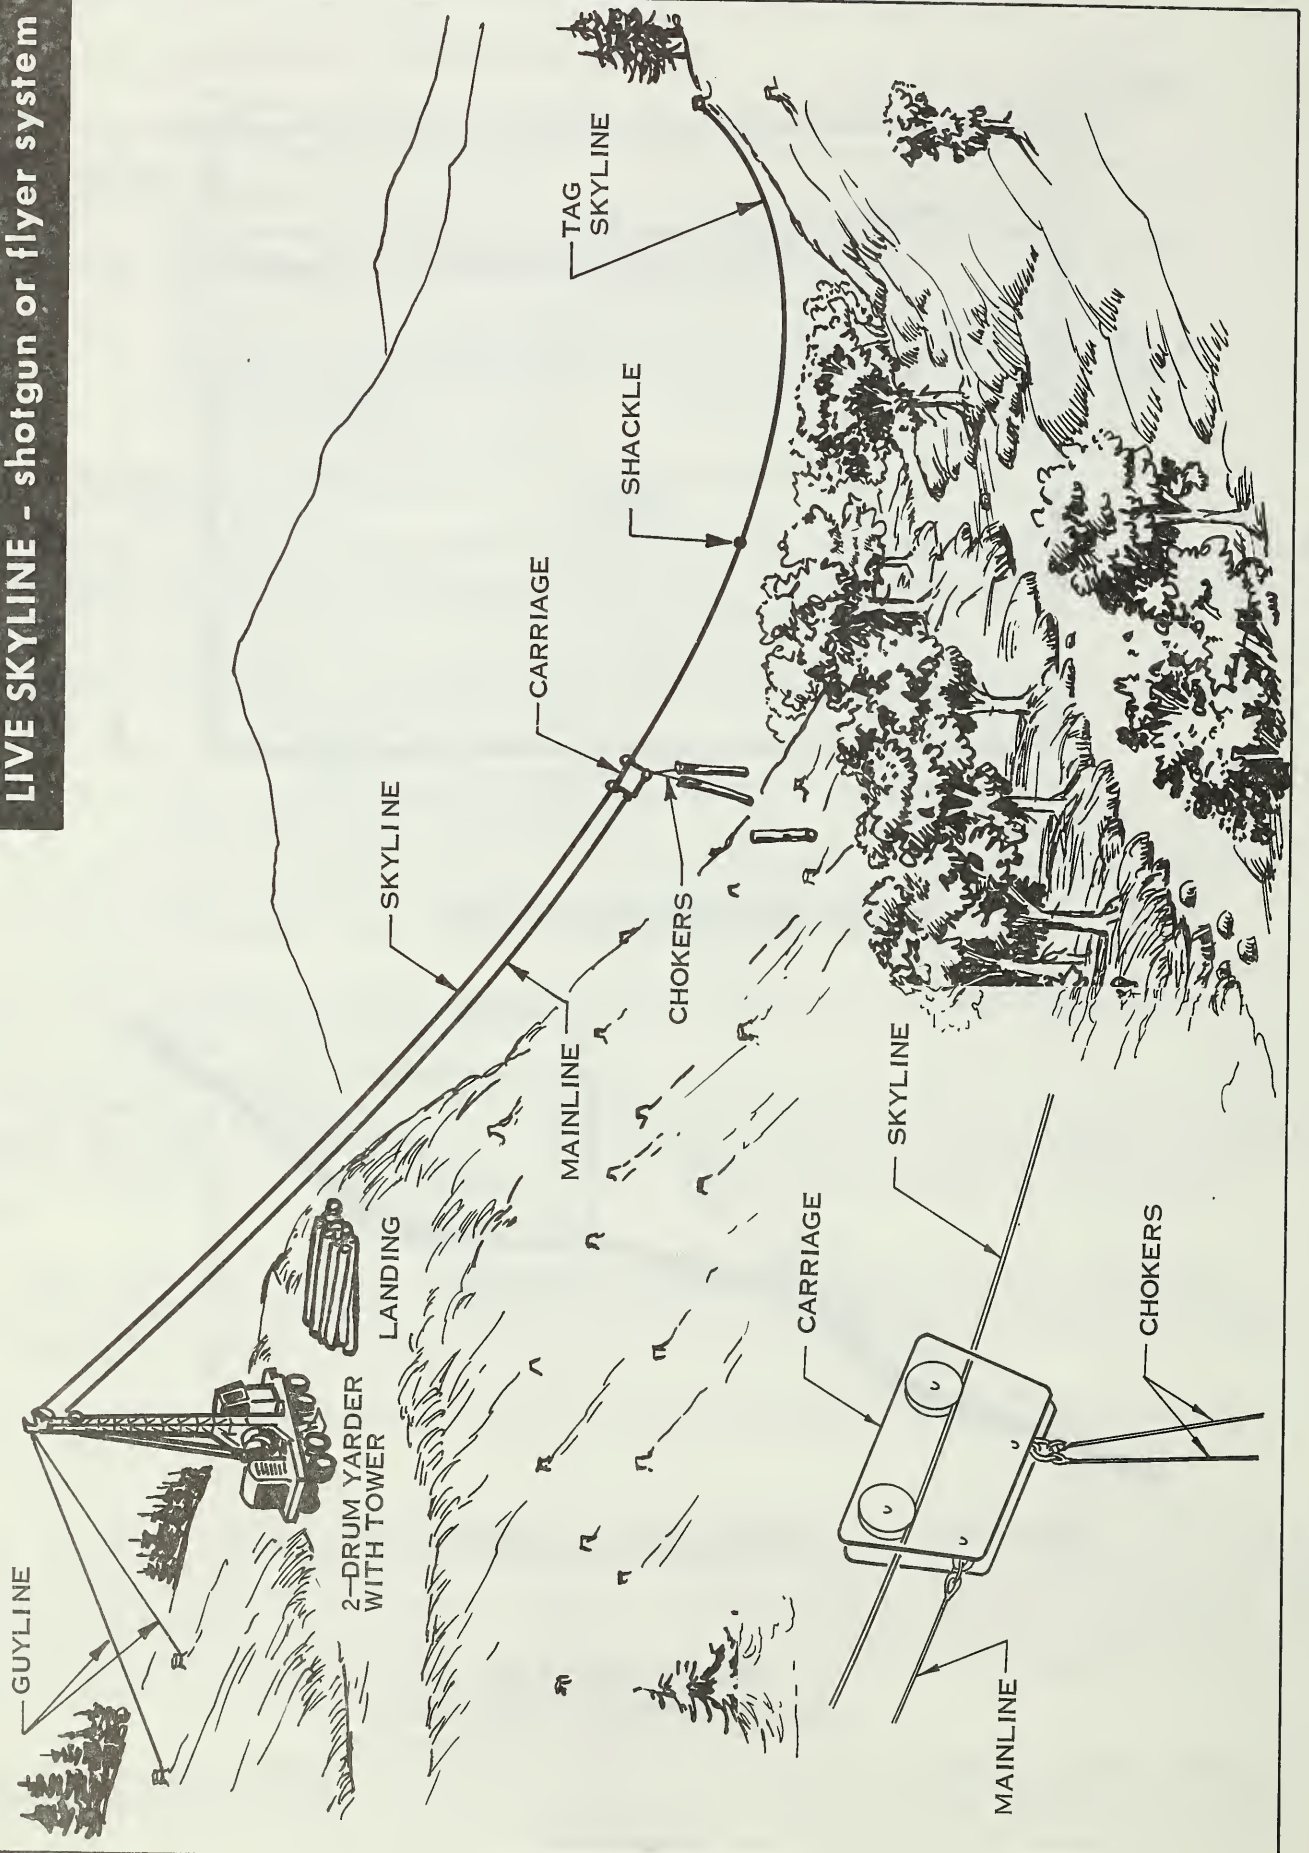 LIVE SKYLINE - shotgun or flyer system
GUYLINE
SKYLINE
CARRIAGE
SHACKLE
TAG
SKYLINE
2-DRUM YARDER
WITH TOWER
LANDING
MAINLINE
CHOKERS
CARRIAGE
SKYLINE
MAINLINE
CHOKERS